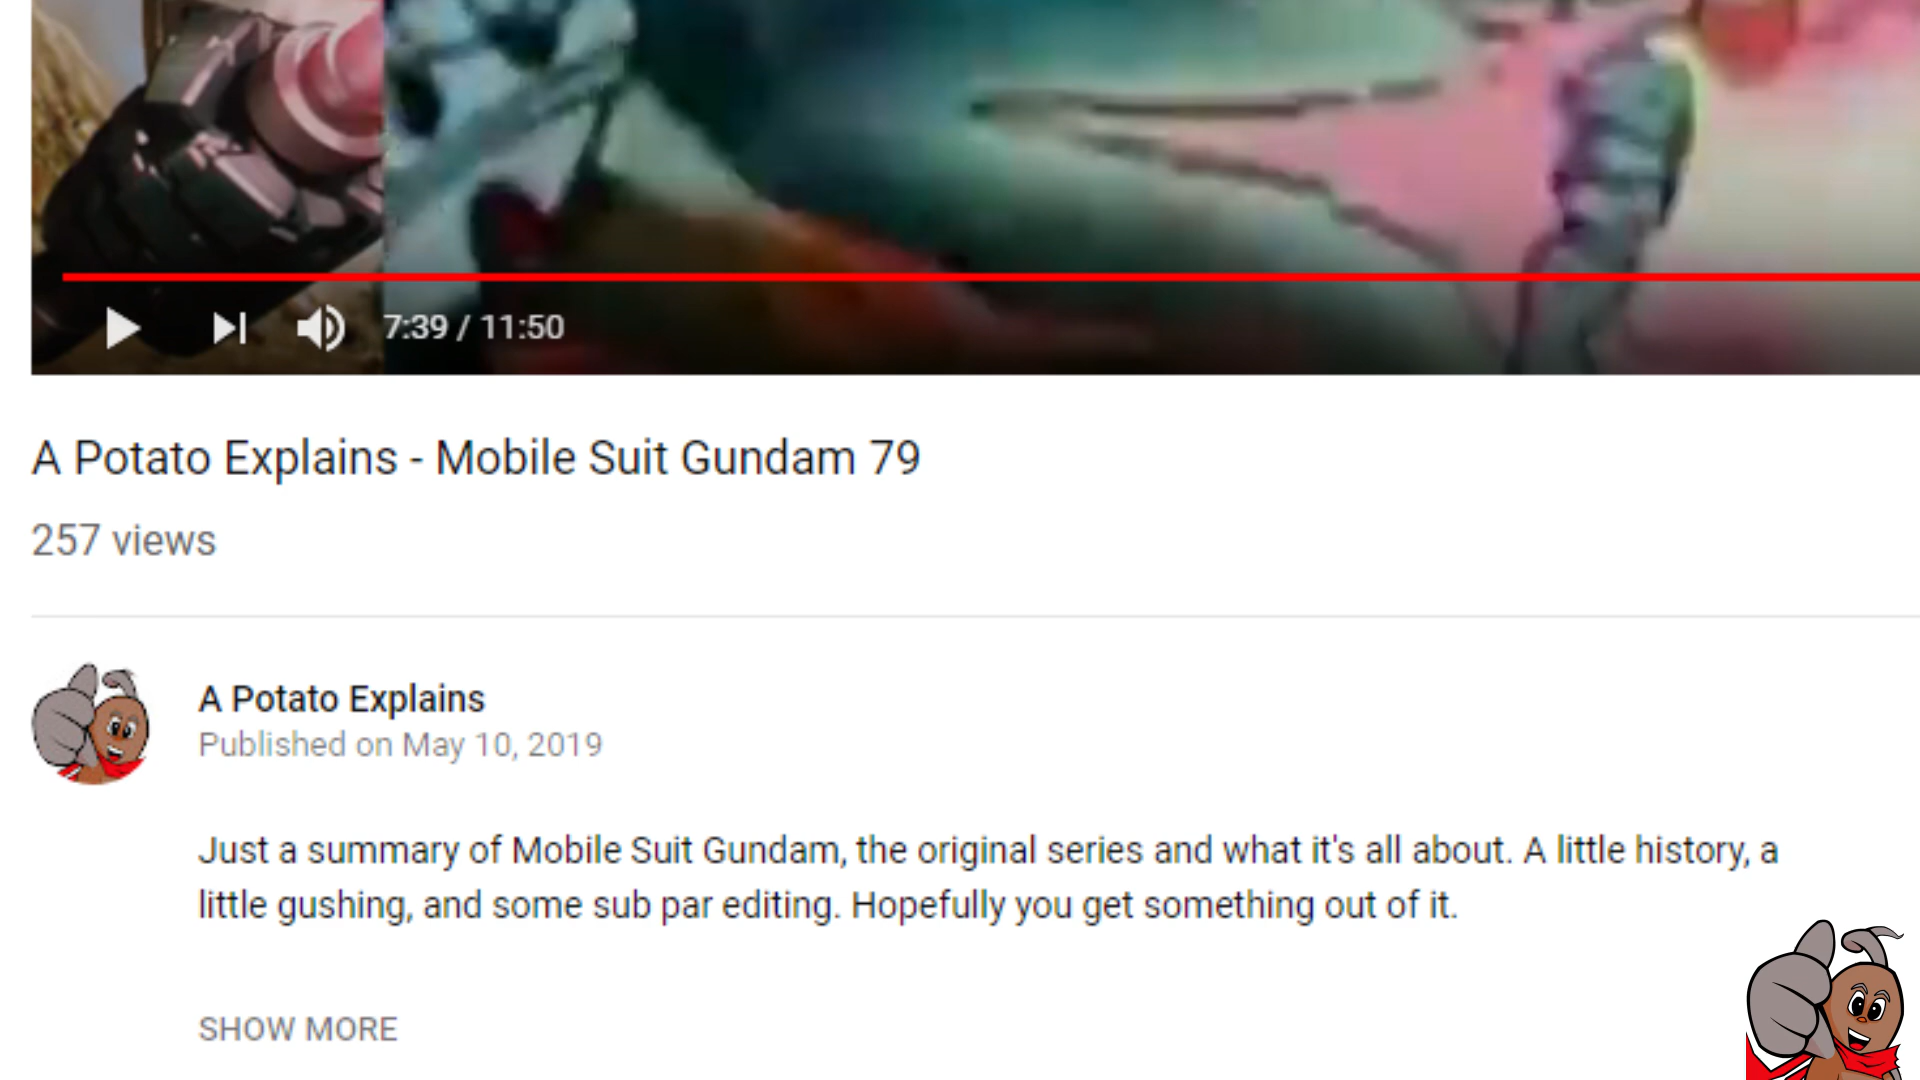 7:39 / 11:50
A Potato Explains - Mobile Suit Gundam 79
257 views
A Potato Explains
Published on May 10, 2019
Just a summary of Mobile Suit Gundam, the original series and what it's all about. A little history, a
little gushing, and some sub par editing. Hopefully you get something out of it.
SHOW MORE